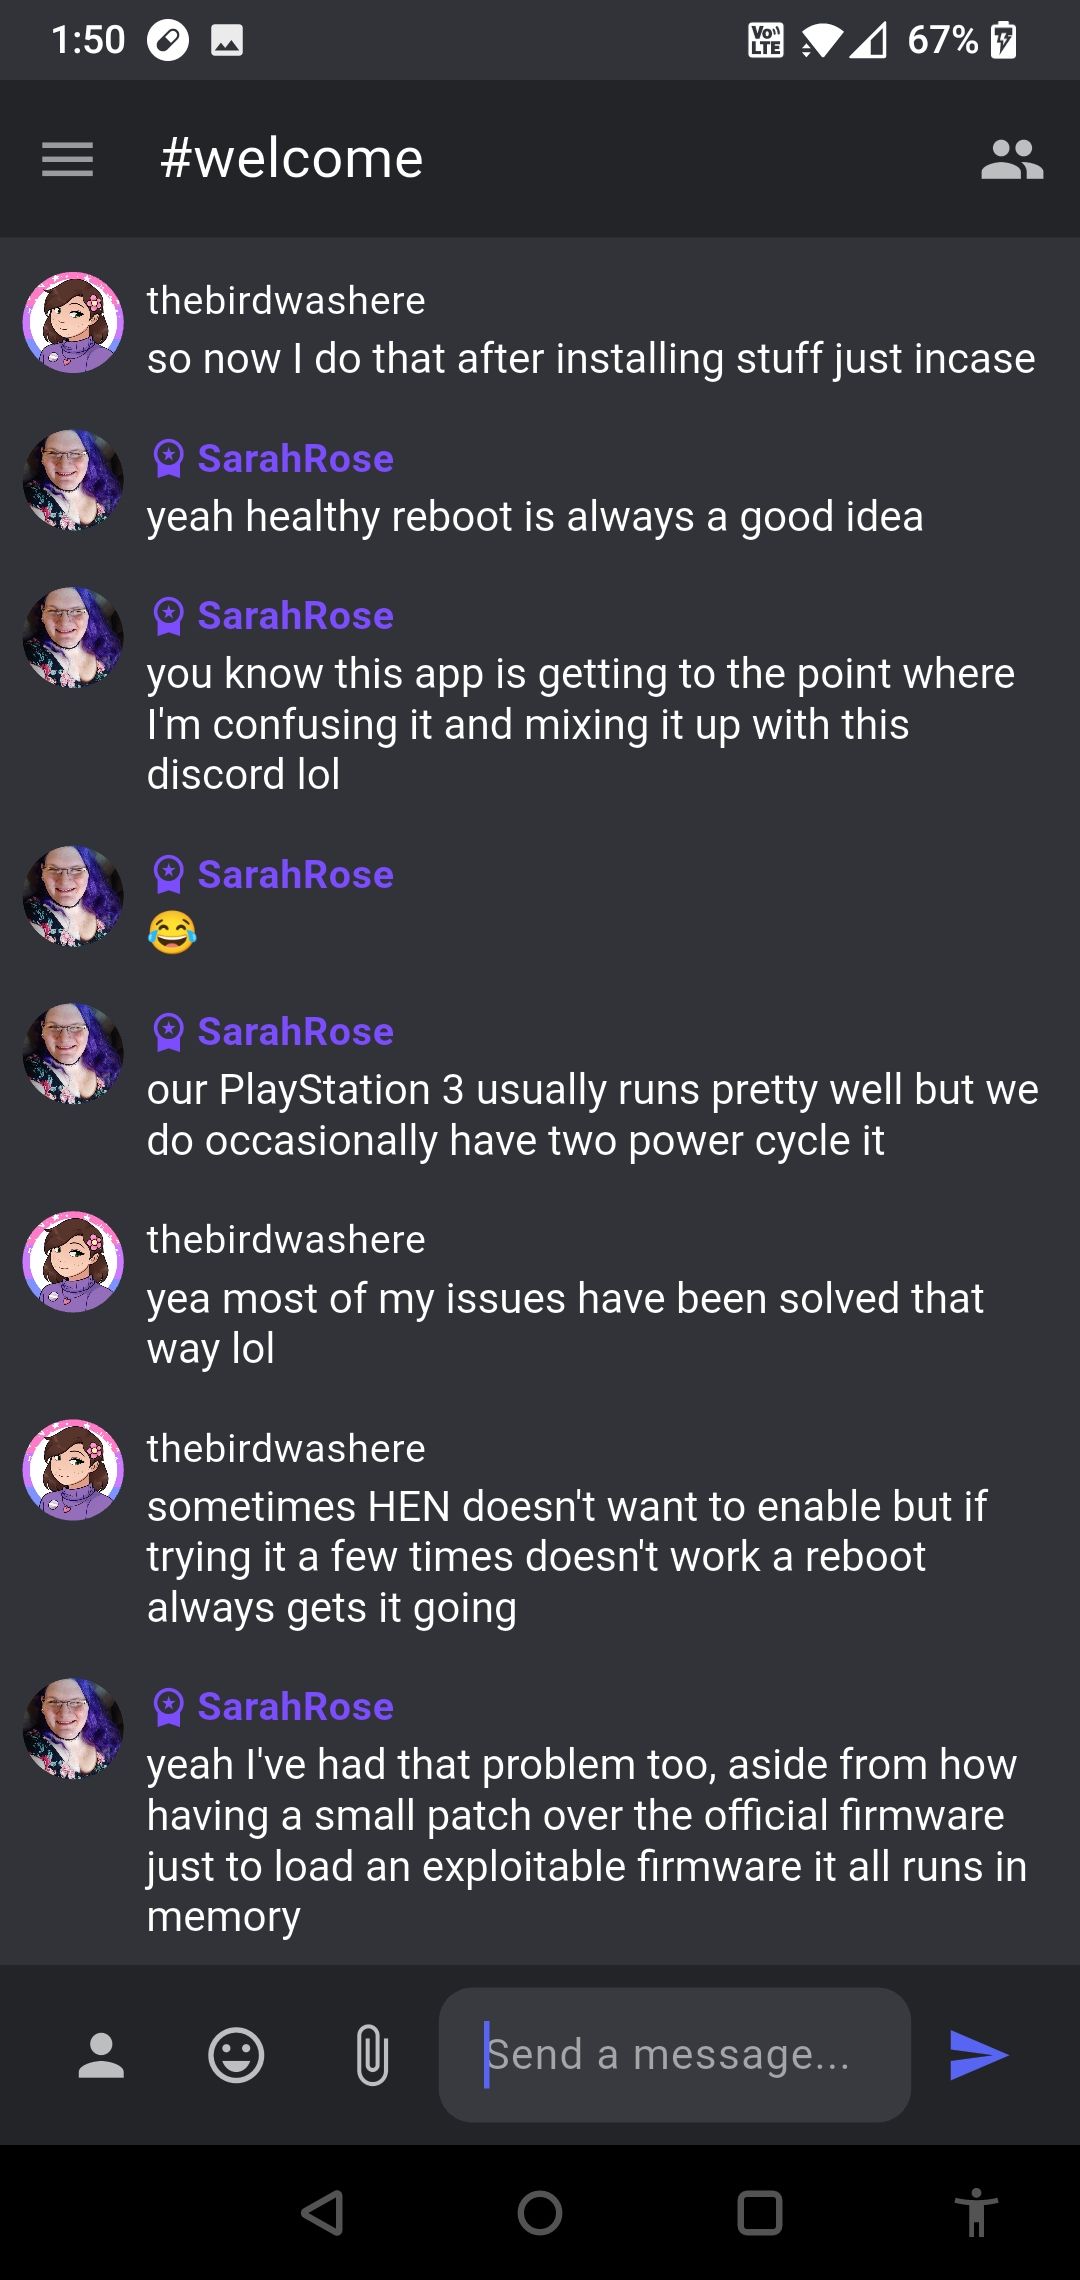 1:50
Vo LTE
67%
#welcome
thebirdwashere
so now I do that after installing stuff just incase
SarahRose
yeah healthy reboot is always a good idea
SarahRose
you know this app is getting to the point where
I'm confusing it and mixing it up with this
discord lol
SarahRose
😂
SarahRose
our PlayStation 3 usually runs pretty well but we
do occasionally have two power cycle it
thebirdwashere
yea most of my issues have been solved that
way lol
thebirdwashere
sometimes HEN doesn't want to enable but if
trying it a few times doesn't work a reboot
always gets it going
SarahRose
yeah I've had that problem too, aside from how
having a small patch over the official firmware
just to load an exploitable firmware it all runs in
memory
Send a message...